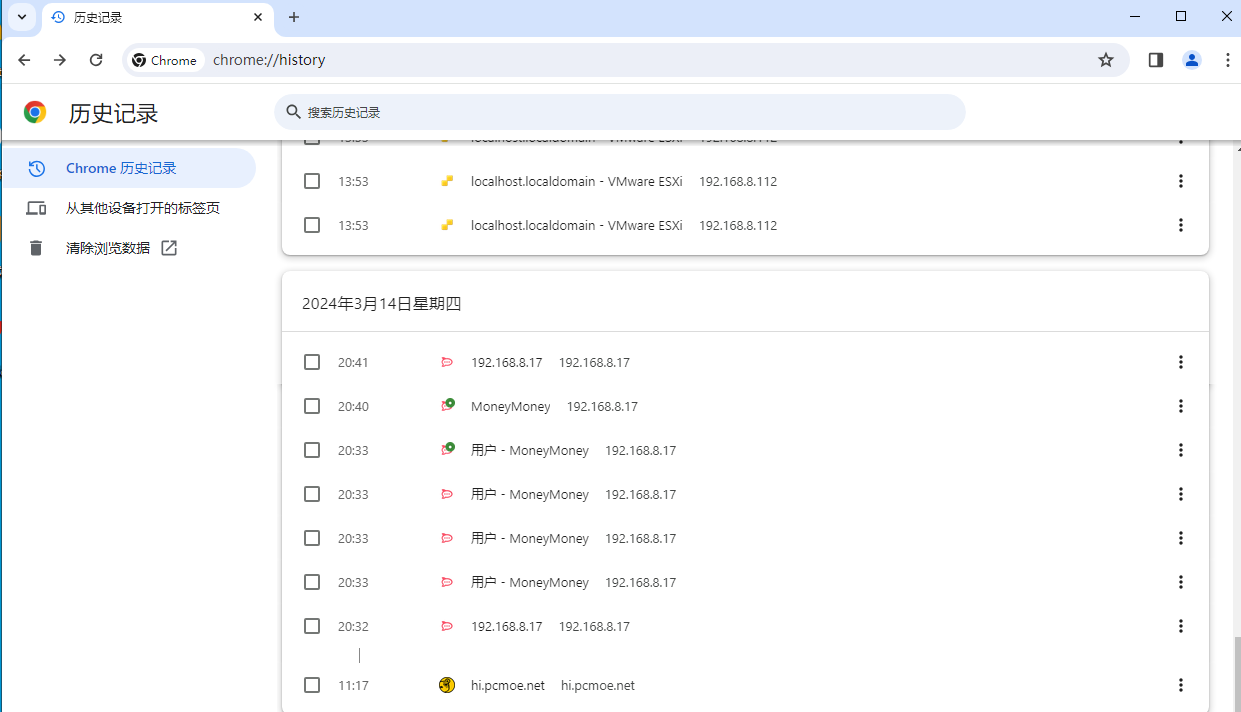 历史记录
Chrome chrome://history
历史记录 搜索历史记录
Chrome 历史记录
从其他设备打开的标签页
清除浏览数据
13:53 localhost.localdomain - VMware ESXi 192.168.8.112
13:53 localhost.localdomain - VMware ESXi 192.168.8.112
13:53 localhost.localdomain - VMware ESXi 192.168.8.112
2024年3月14日星期四
20:41 192.168.8.17 192.168.8.17
20:40 MoneyMoney 192.168.8.17
20:33 用户 - MoneyMoney 192.168.8.17
20:33 用户 - MoneyMoney 192.168.8.17
20:33 用户 - MoneyMoney 192.168.8.17
20:33 用户 - MoneyMoney 192.168.8.17
20:32 192.168.8.17 192.168.8.17
11:17 hi.pcmoe.net hi.pcmoe.net